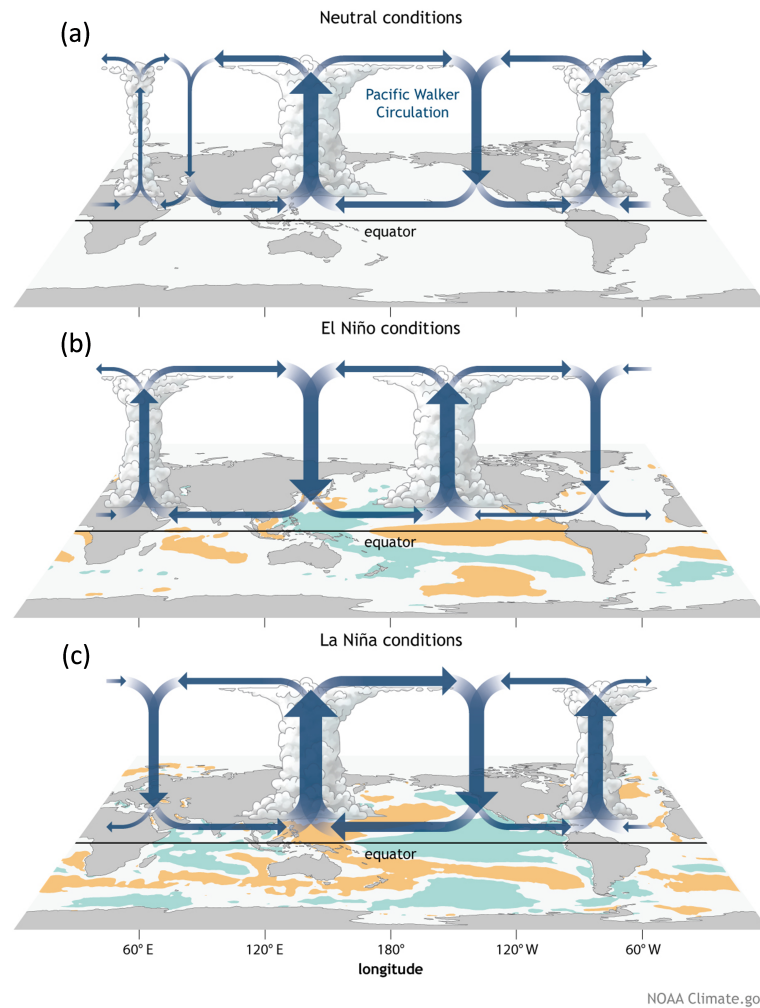 Neutral conditions
(a)
Pacific Walker
Circulation
equator
El Niño conditions
(b)
equator
La Niña conditions
(c)
equator
60° E 120° E 180° 120° W 60° W
longitude
NOAA Climate.go